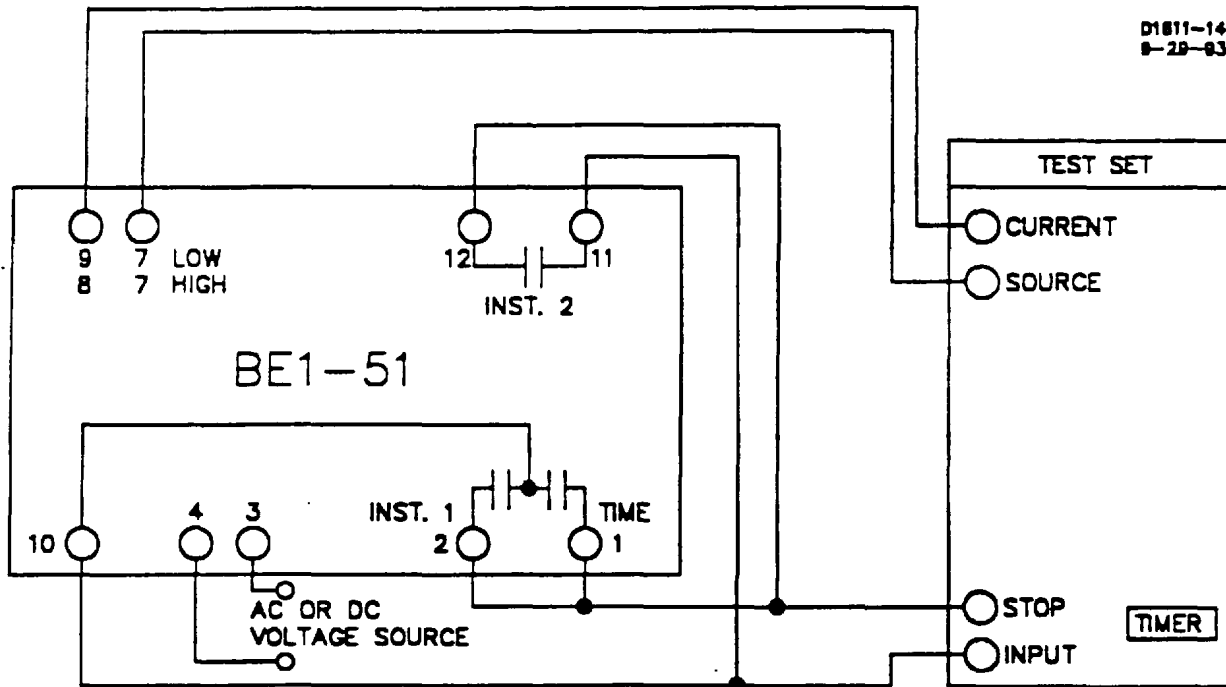 D1611-14
9-29-93
TEST SET
CURRENT
SOURCE
9 7 LOW
8 7 HIGH
12
11
INST. 2
BE1-51
INST. 1
TIME
10
4
3
2
1
AC OR DC
VOLTAGE SOURCE
STOP
INPUT
TIMER